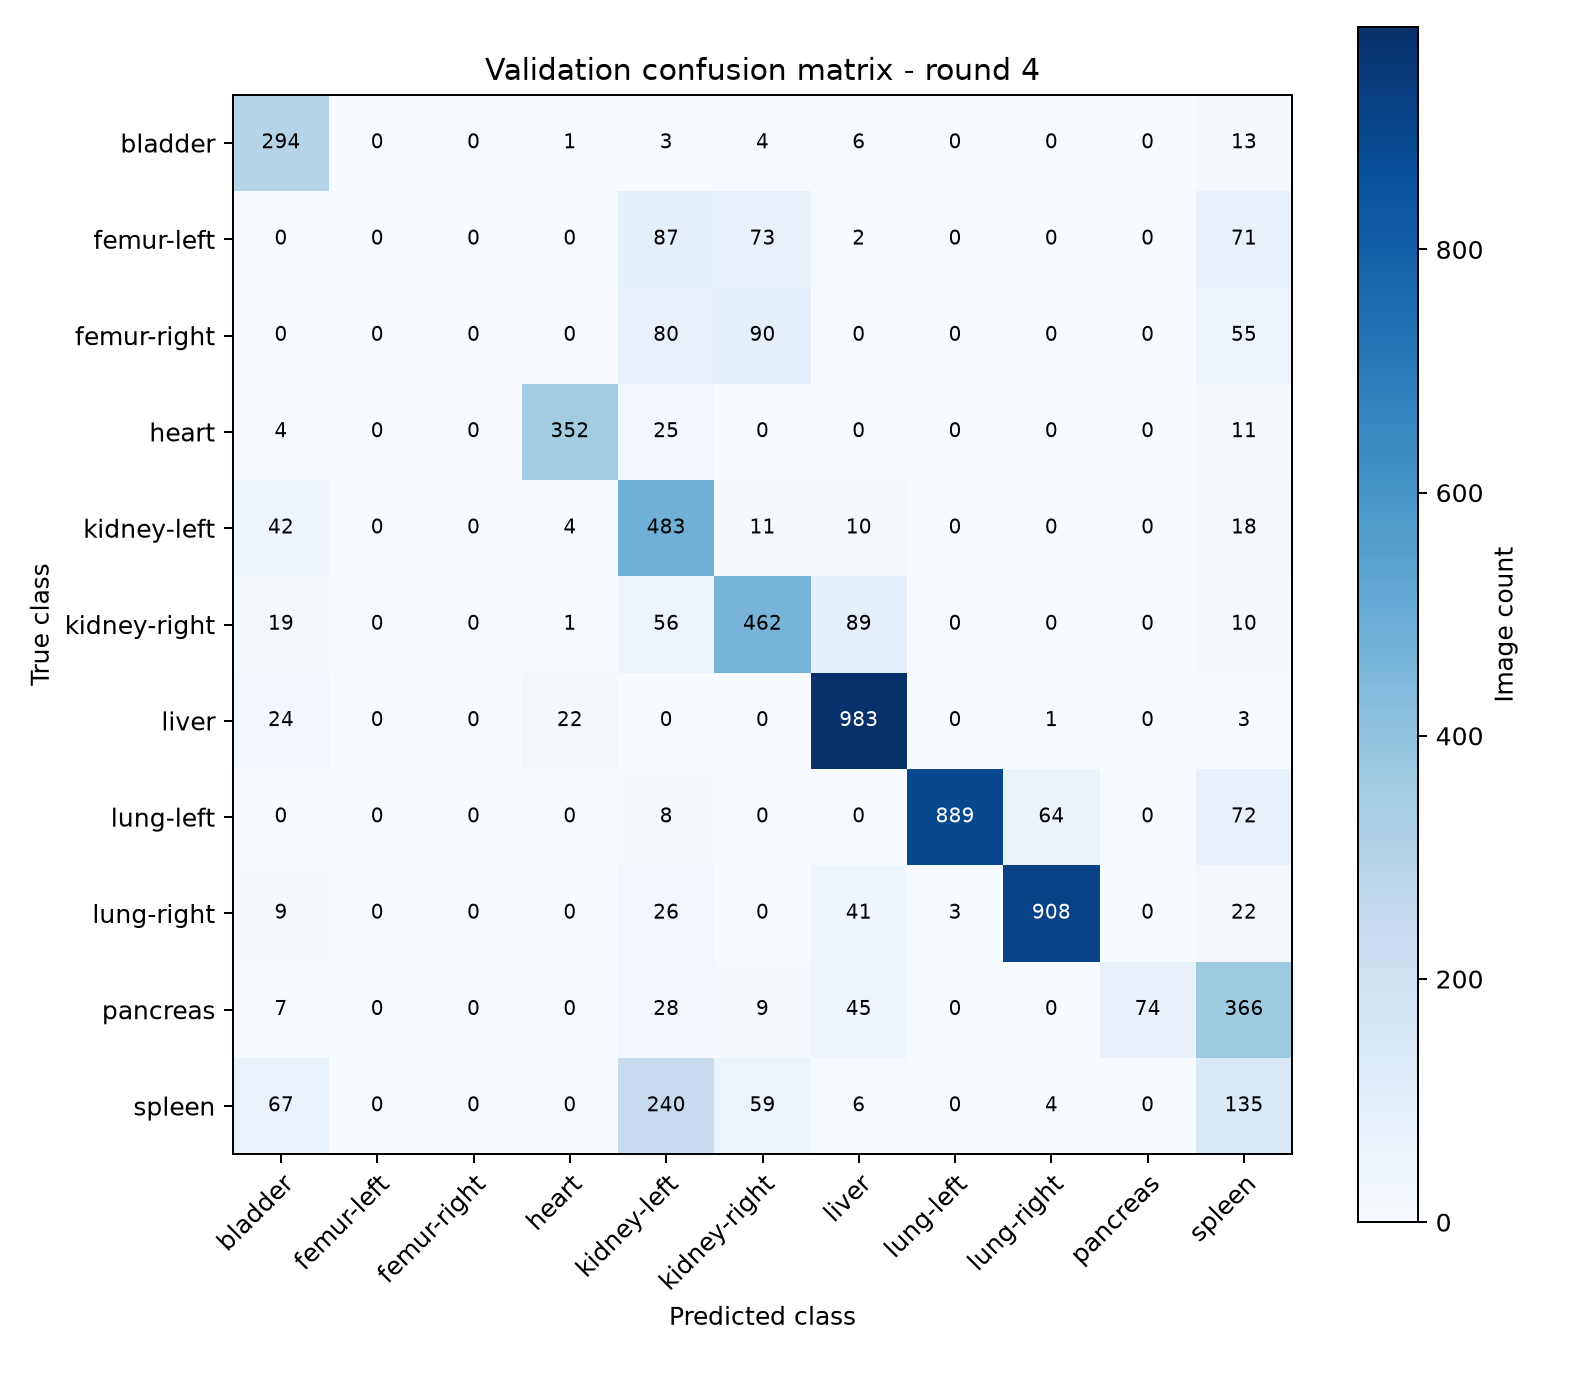 Validation confusion matrix - round 4
True class
bladder 294 0 0 1 3 4 6 0 0 0 13
femur-left 0 0 0 0 87 73 2 0 0 0 71
femur-right 0 0 0 0 80 90 0 0 0 0 55
heart 4 0 0 352 25 0 0 0 0 0 11
kidney-left 42 0 0 4 483 11 10 0 0 0 18
kidney-right 19 0 0 1 56 462 89 0 0 0 10
liver 24 0 0 22 0 0 983 0 1 0 3
lung-left 0 0 0 0 8 0 0 889 64 0 72
lung-right 9 0 0 0 26 0 41 3 908 0 22
pancreas 7 0 0 0 28 9 45 0 0 74 366
spleen 67 0 0 0 240 59 6 0 4 0 135
bladder femur-left femur-right heart kidney-left kidney-right liver lung-left lung-right pancreas spleen
Predicted class
800
600
400
200
0
Image count